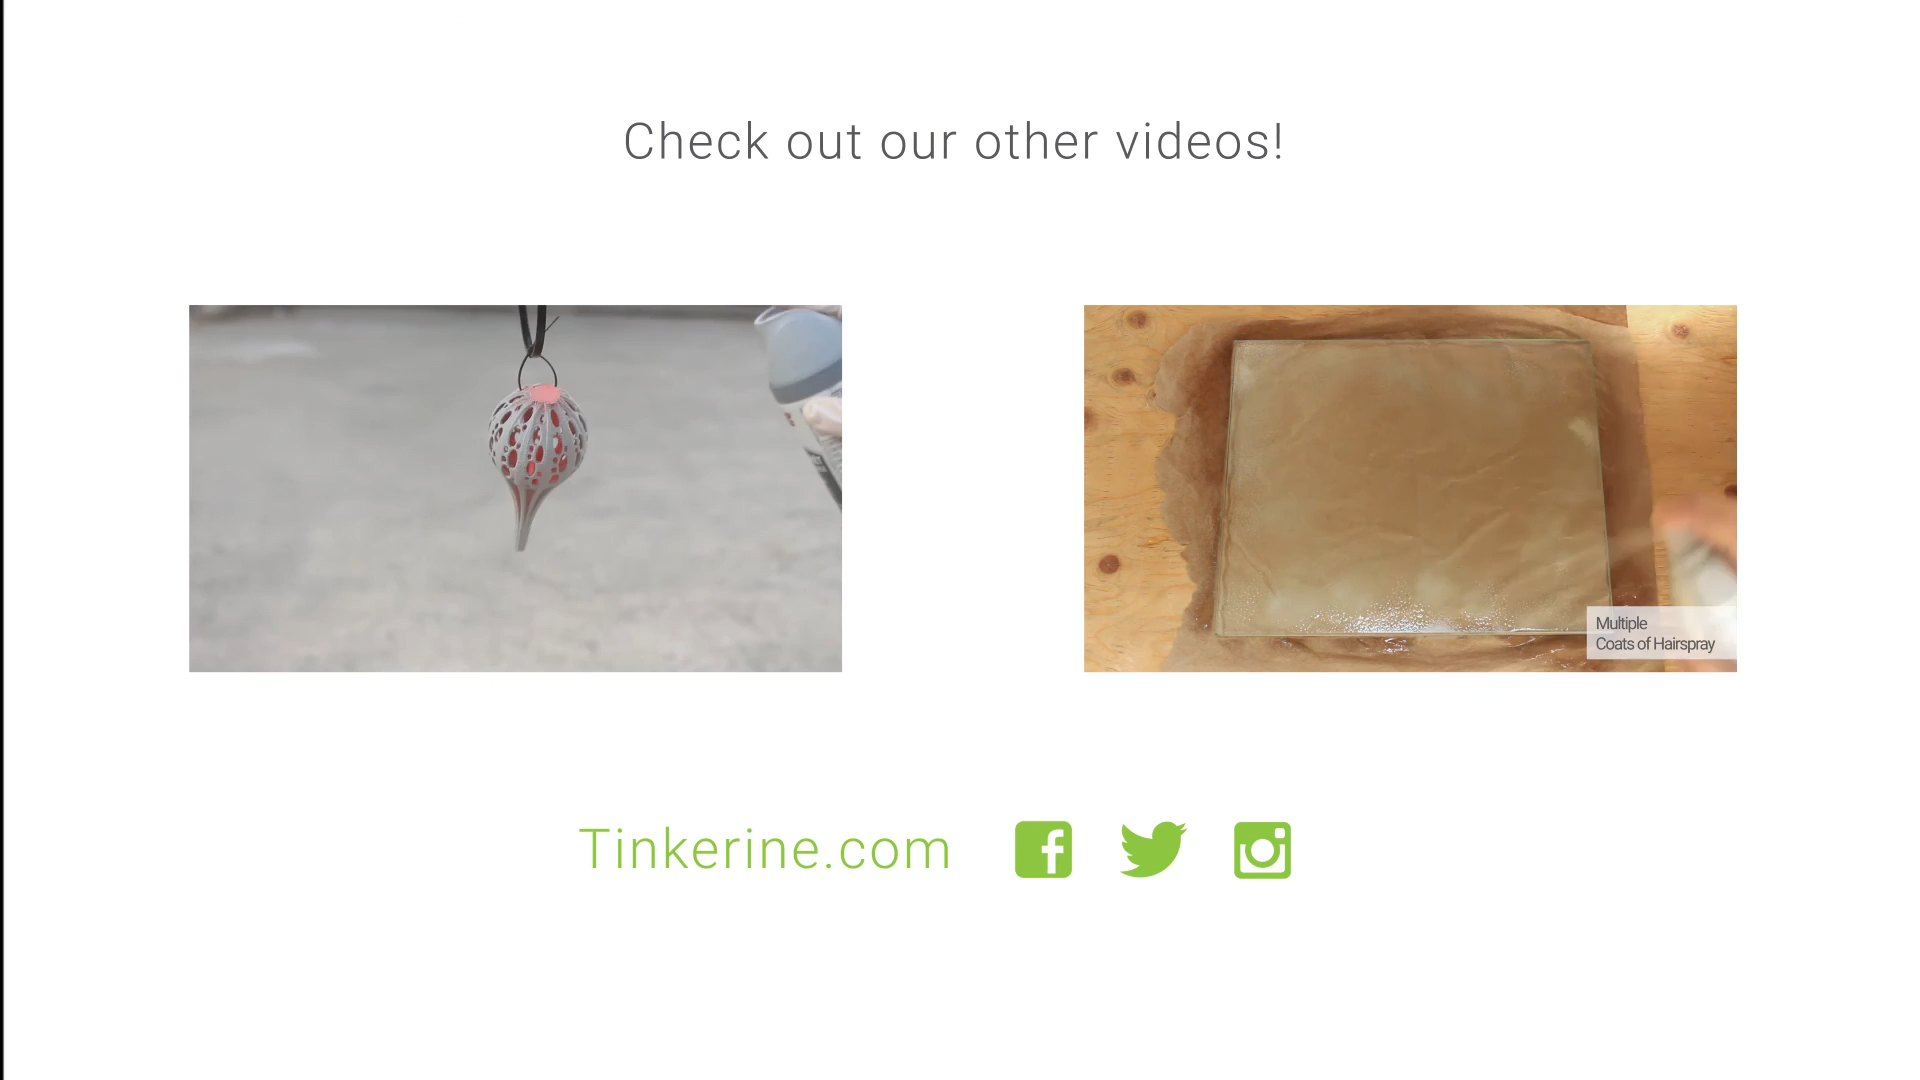 Check out our other videos!
Multiple
Coats of Hairspray
Tinkerine.com